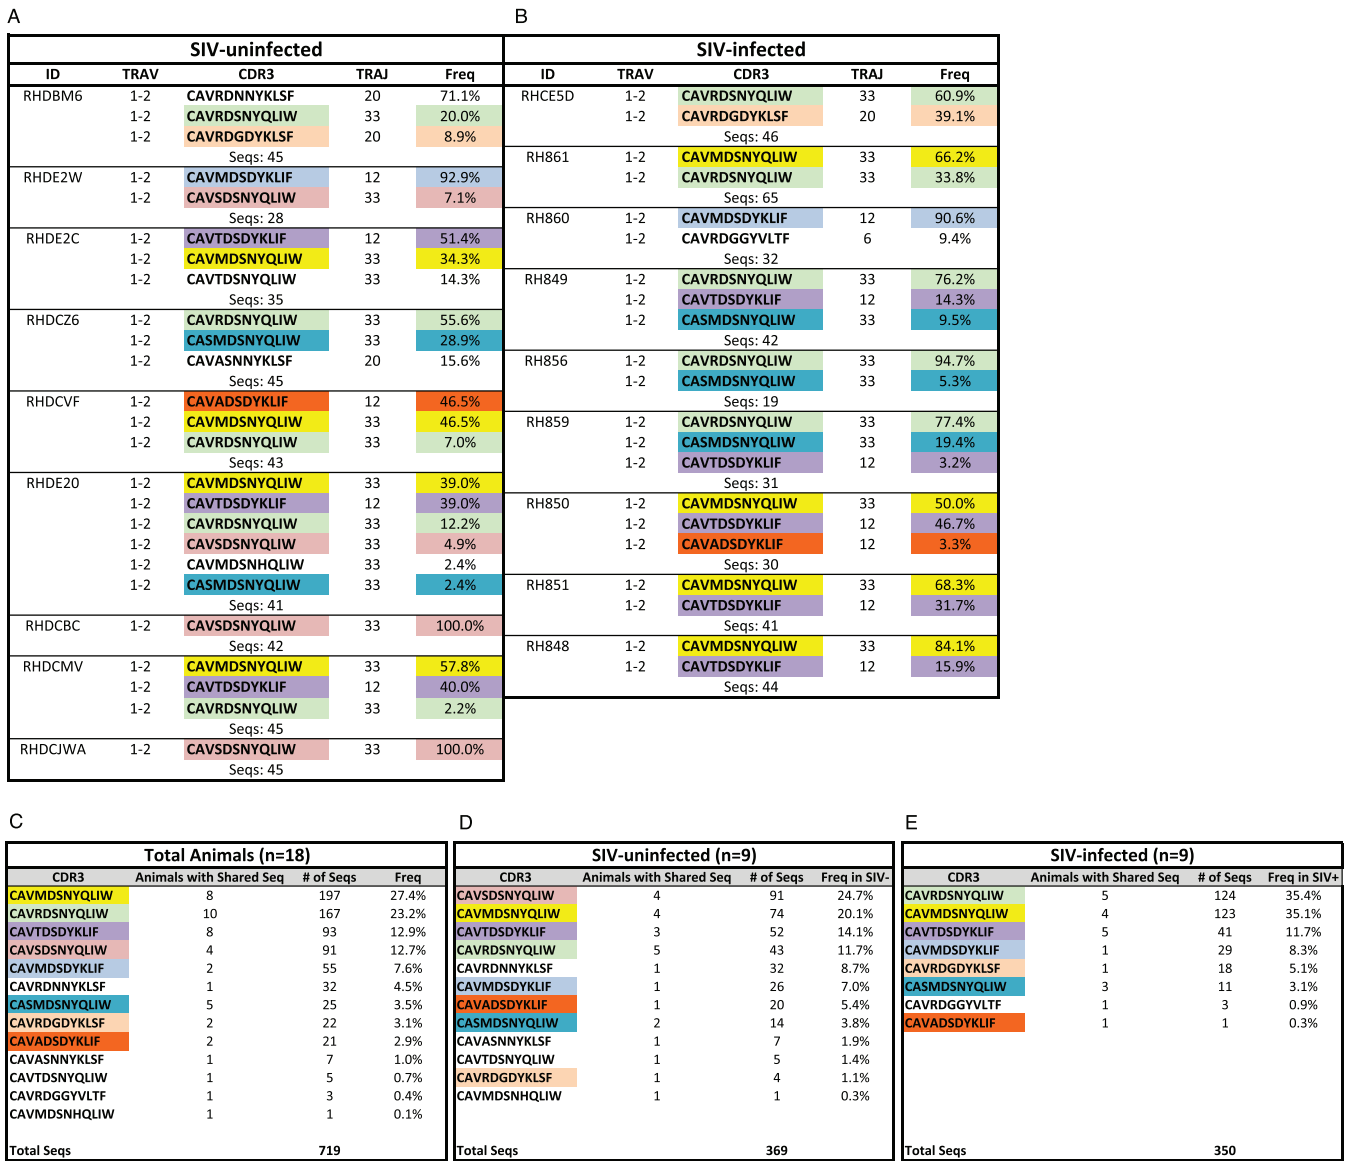 A
SIV-uninfected
ID TRAV CDR3 TRAJ Freq
RHDBM6 1-2 CAVRDNNYKLSF 20 71.1%
1-2 CAVRDSNYQLIW 33 20.0%
1-2 CAVRDGDYKLSF 20 8.9%
Seqs: 45
RHDE2W 1-2 CAVMDSDYKLIF 12 92.9%
1-2 CAVSDSNYQLIW 33 7.1%
Seqs: 28
RHDE2C 1-2 CAVTDSDYKLIF 12 51.4%
1-2 CAVMDSNYQLIW 33 34.3%
1-2 CAVTDSNYQLIW 33 14.3%
Seqs: 35
RHDCZ6 1-2 CAVRDSNYQLIW 33 55.6%
1-2 CASMDSNYQLIW 33 28.9%
1-2 CAVASNNYKLSF 20 15.6%
Seqs: 45
RHDCVF 1-2 CAVADSDYKLIF 12 46.5%
1-2 CAVMDSNYQLIW 33 46.5%
1-2 CAVRDSNYQLIW 33 7.0%
Seqs: 43
RHDE20 1-2 CAVMDSNYQLIW 33 39.0%
1-2 CAVTDSDYKLIF 12 39.0%
1-2 CAVRDSNYQLIW 33 12.2%
1-2 CAVSDSNYQLIW 33 4.9%
1-2 CAVMDSNHQLIW 33 2.4%
1-2 CASMDSNYQLIW 33 2.4%
Seqs: 41
RHDCBC 1-2 CAVSDSNYQLIW 33 100.0%
Seqs: 42
RHDCMV 1-2 CAVMDSNYQLIW 33 57.8%
1-2 CAVTDSDYKLIF 12 40.0%
1-2 CAVRDSNYQLIW 33 2.2%
Seqs: 45
RHDCJWA 1-2 CAVSDSNYQLIW 33 100.0%
Seqs: 45
B
SIV-infected
ID TRAV CDR3 TRAJ Freq
RHCE5D 1-2 CAVRDSNYQLIW 33 60.9%
1-2 CAVRDGDYKLSF 20 39.1%
Seqs: 46
RH861 1-2 CAVMDSNYQLIW 33 66.2%
1-2 CAVRDSNYQLIW 33 33.8%
Seqs: 65
RH860 1-2 CAVMDSDYKLIF 12 90.6%
1-2 CAVRDGGYVLTF 6 9.4%
Seqs: 32
RH849 1-2 CAVRDSNYQLIW 33 76.2%
1-2 CAVTDSDYKLIF 12 14.3%
1-2 CASMDSNYQLIW 33 9.5%
Seqs: 42
RH856 1-2 CAVRDSNYQLIW 33 94.7%
1-2 CASMDSNYQLIW 33 5.3%
Seqs: 19
RH859 1-2 CAVRDSNYQLIW 33 77.4%
1-2 CASMDSNYQLIW 33 19.4%
1-2 CAVTDSDYKLIF 12 3.2%
Seqs: 31
RH850 1-2 CAVMDSNYQLIW 33 50.0%
1-2 CAVTDSDYKLIF 12 46.7%
1-2 CAVADSDYKLIF 12 3.3%
Seqs: 30
RH851 1-2 CAVMDSNYQLIW 33 68.3%
1-2 CAVTDSDYKLIF 12 31.7%
Seqs: 41
RH848 1-2 CAVMDSNYQLIW 33 84.1%
1-2 CAVTDSDYKLIF 12 15.9%
Seqs: 44
C
Total Animals (n=18)
CDR3 Animals with Shared Seq # of Seqs Freq
CAVMDSNYQLIW 8 197 27.4%
CAVRDSNYQLIW 10 167 23.2%
CAVTDSDYKLIF 8 93 12.9%
CAVSDSNYQLIW 4 91 12.7%
CAVMDSDYKLIF 2 55 7.6%
CAVRDNNYKLSF 1 32 4.5%
CASMDSNYQLIW 5 25 3.5%
CAVRDGDYKLSF 2 22 3.1%
CAVADSDYKLIF 2 21 2.9%
CAVASNNYKLSF 1 7 1.0%
CAVTDSNYQLIW 1 5 0.7%
CAVRDGGYVLTF 1 3 0.4%
CAVMDSNHQLIW 1 1 0.1%
Total Seqs 719
D
SIV-uninfected (n=9)
CDR3 Animals with Shared Seq # of Seqs Freq in SIV-
CAVSDSNYQLIW 4 91 24.7%
CAVMDSNYQLIW 4 74 20.1%
CAVTDSDYKLIF 3 52 14.1%
CAVRDSNYQLIW 5 43 11.7%
CAVRDNNYKLSF 1 32 8.7%
CAVMDSDYKLIF 1 26 7.0%
CAVADSDYKLIF 1 20 5.4%
CASMDSNYQLIW 2 14 3.8%
CAVASNNYKLSF 1 7 1.9%
CAVTDSNYQLIW 1 5 1.4%
CAVRDGDYKLSF 1 4 1.1%
CAVMDSNHQLIW 1 1 0.3%
Total Seqs 369
E
SIV-infected (n=9)
CDR3 Animals with Shared Seq # of Seqs Freq in SIV+
CAVRDSNYQLIW 5 124 35.4%
CAVMDSNYQLIW 4 123 35.1%
CAVTDSDYKLIF 5 41 11.7%
CAVMDSDYKLIF 1 29 8.3%
CAVRDGDYKLSF 1 18 5.1%
CASMDSNYQLIW 3 11 3.1%
CAVRDGGYVLTF 1 3 0.9%
CAVADSDYKLIF 1 1 0.3%
Total Seqs 350